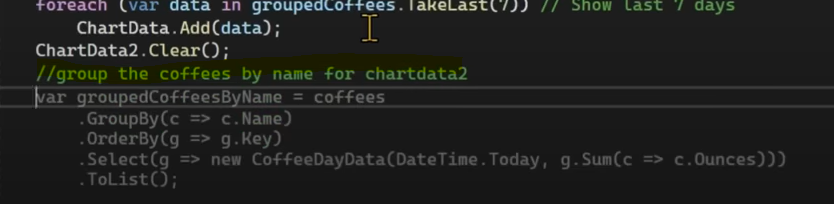 foreach (var data in groupedCoffees.TakeLast(7)) // Show last 7 days
ChartData.Add(data);
ChartData2.Clear();
//group the coffees by name for chartdata2
var groupedCoffeesByName = coffees
.GroupBy(c => c.Name)
.OrderBy(g => g.Key)
.Select(g => new CoffeeDayData(DateTime.Today, g.Sum(c => c.Ounces)))
.ToList();